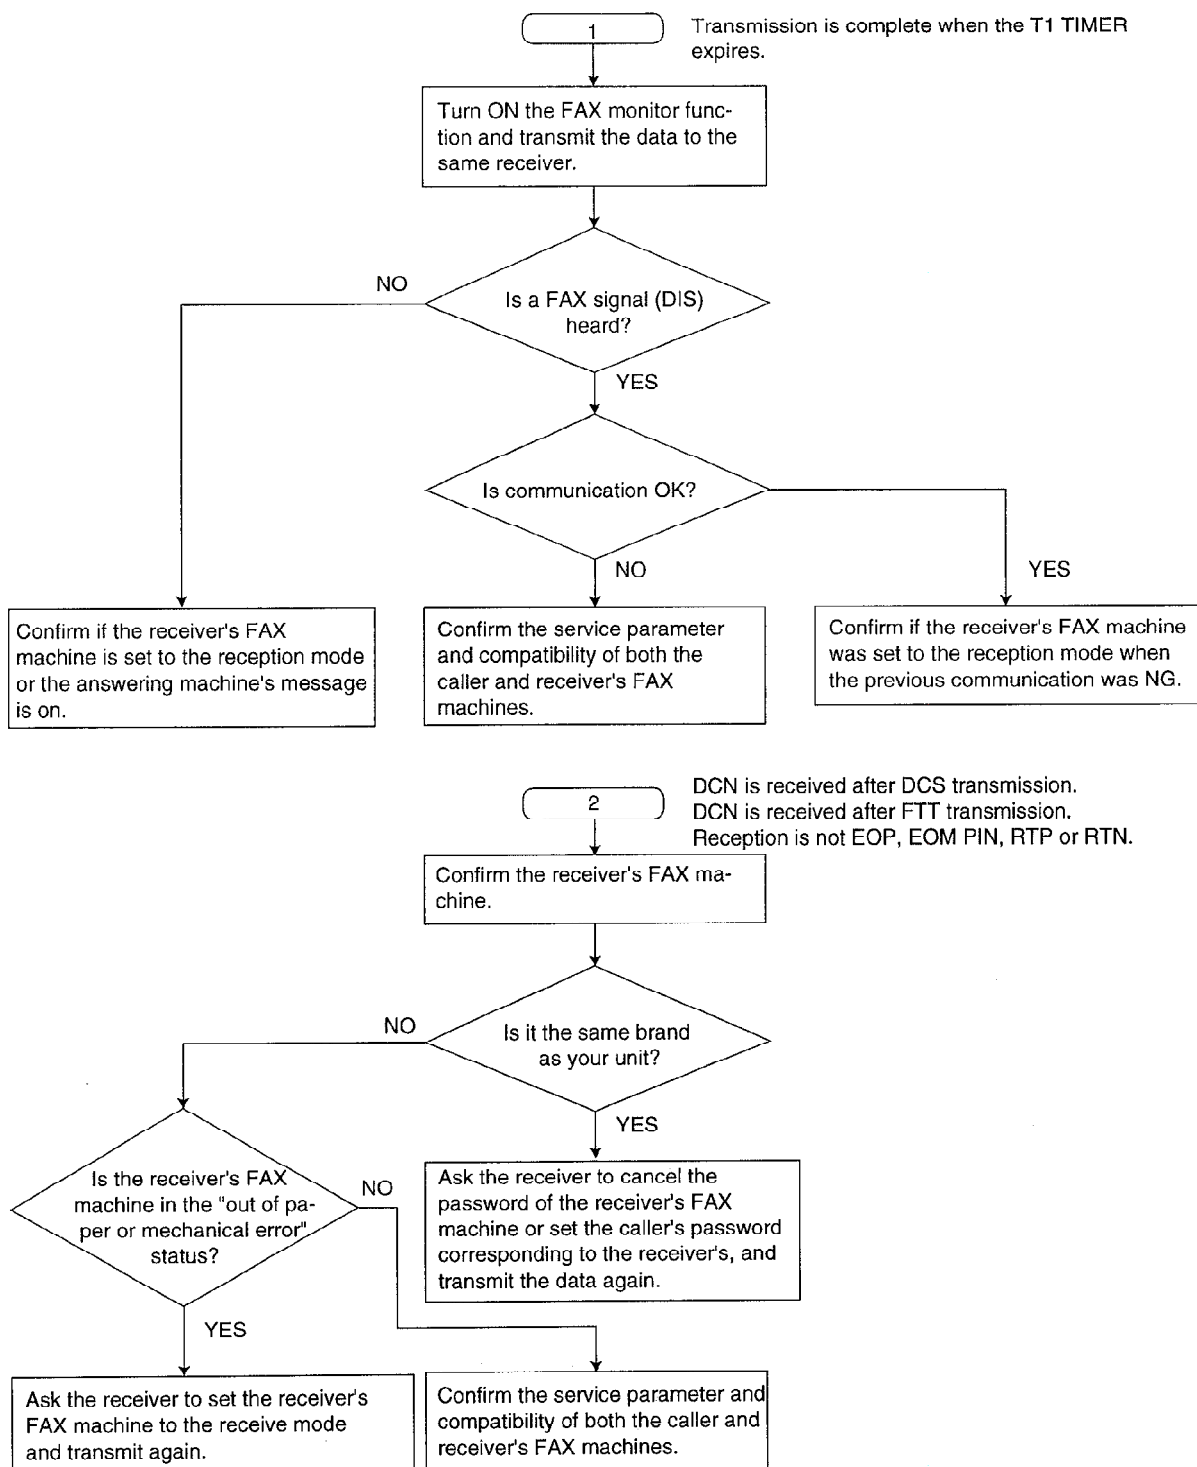 1
Transmission is complete when the T1 TIMER
expires.
Turn ON the FAX monitor func-
tion and transmit the data to the
same receiver.
NO
Is a FAX signal (DIS)
heard?
YES
Is communication OK?
NO
YES
Confirm if the receiver's FAX
machine is set to the reception mode
or the answering machine's message
is on.
Confirm the service parameter
and compatibility of both the
caller and receiver's FAX
machines.
Confirm if the receiver's FAX machine
was set to the reception mode when
the previous communication was NG.
2
DCN is received after DCS transmission.
DCN is received after FTT transmission.
Reception is not EOP, EOM PIN, RTP or RTN.
Confirm the receiver's FAX ma-
chine.
NO
Is it the same brand
as your unit?
YES
Is the receiver's FAX
machine in the "out of pa-
per or mechanical error"
status?
NO
YES
Ask the receiver to cancel the
password of the receiver's FAX
machine or set the caller's password
corresponding to the receiver's, and
transmit the data again.
Ask the receiver to set the receiver's
FAX machine to the receive mode
and transmit again.
Confirm the service parameter and
compatibility of both the caller and
receiver's FAX machines.